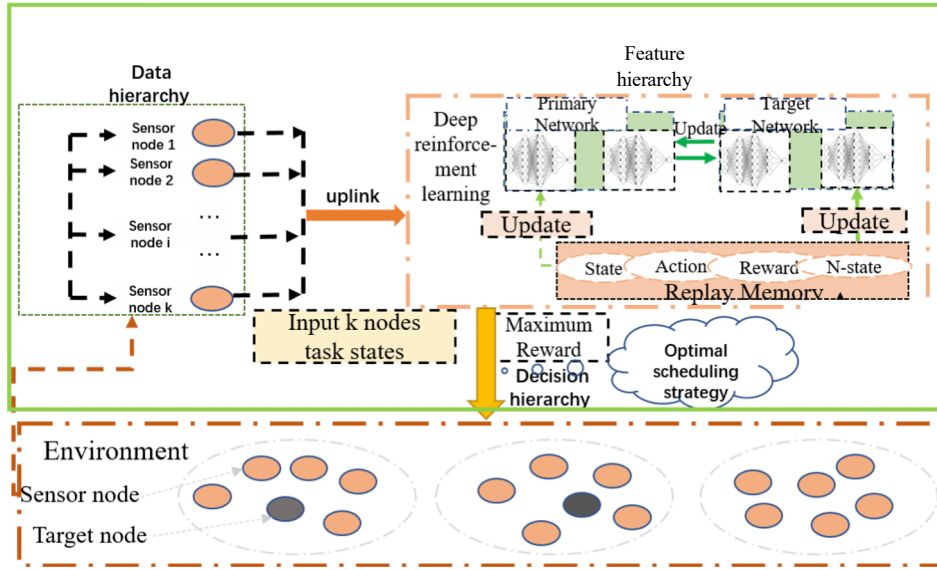 Feature
hierarchy
Data
hierarchy
Sensor
node 1
Sensor
node 2
...
Sensor
node i
...
Sensor
node k
uplink
Deep
reinforce-
ment
learning
Primary
Network
Update
Target
Network
Update
Update
State
Action
Reward
N-state
Replay Memory
Input k nodes
task states
Maximum
Reward
Decision
hierarchy
Optimal
scheduling
strategy
Environment
Sensor node
Target node